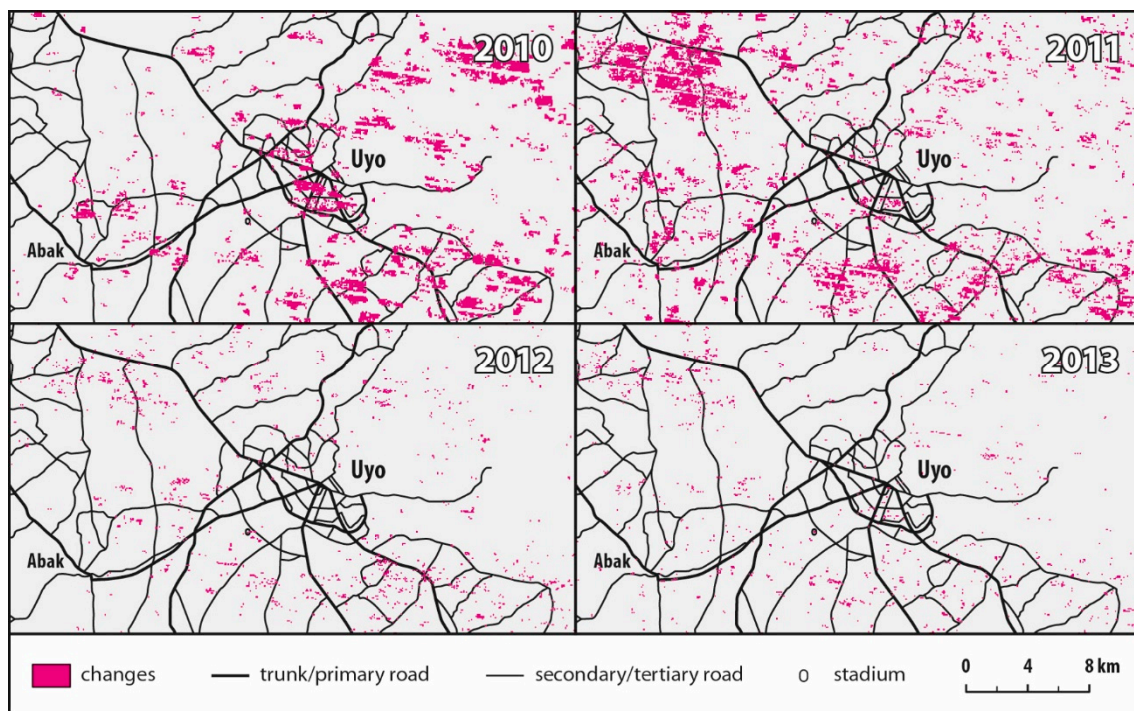 2010
Uyo
Abak
2011
Uyo
Abak
2012
Uyo
Abak
2013
Uyo
Abak
changes
trunk/primary road
secondary/tertiary road
stadium
0 4 8 km